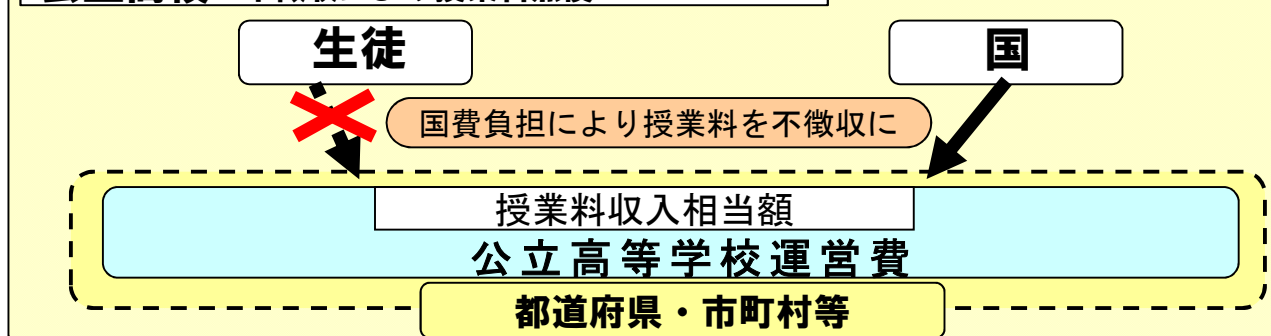 生徒
国
国費負担により授業料を不徴収に
授業料収入相当額
公立高等学校運営費
都道府県・市町村等